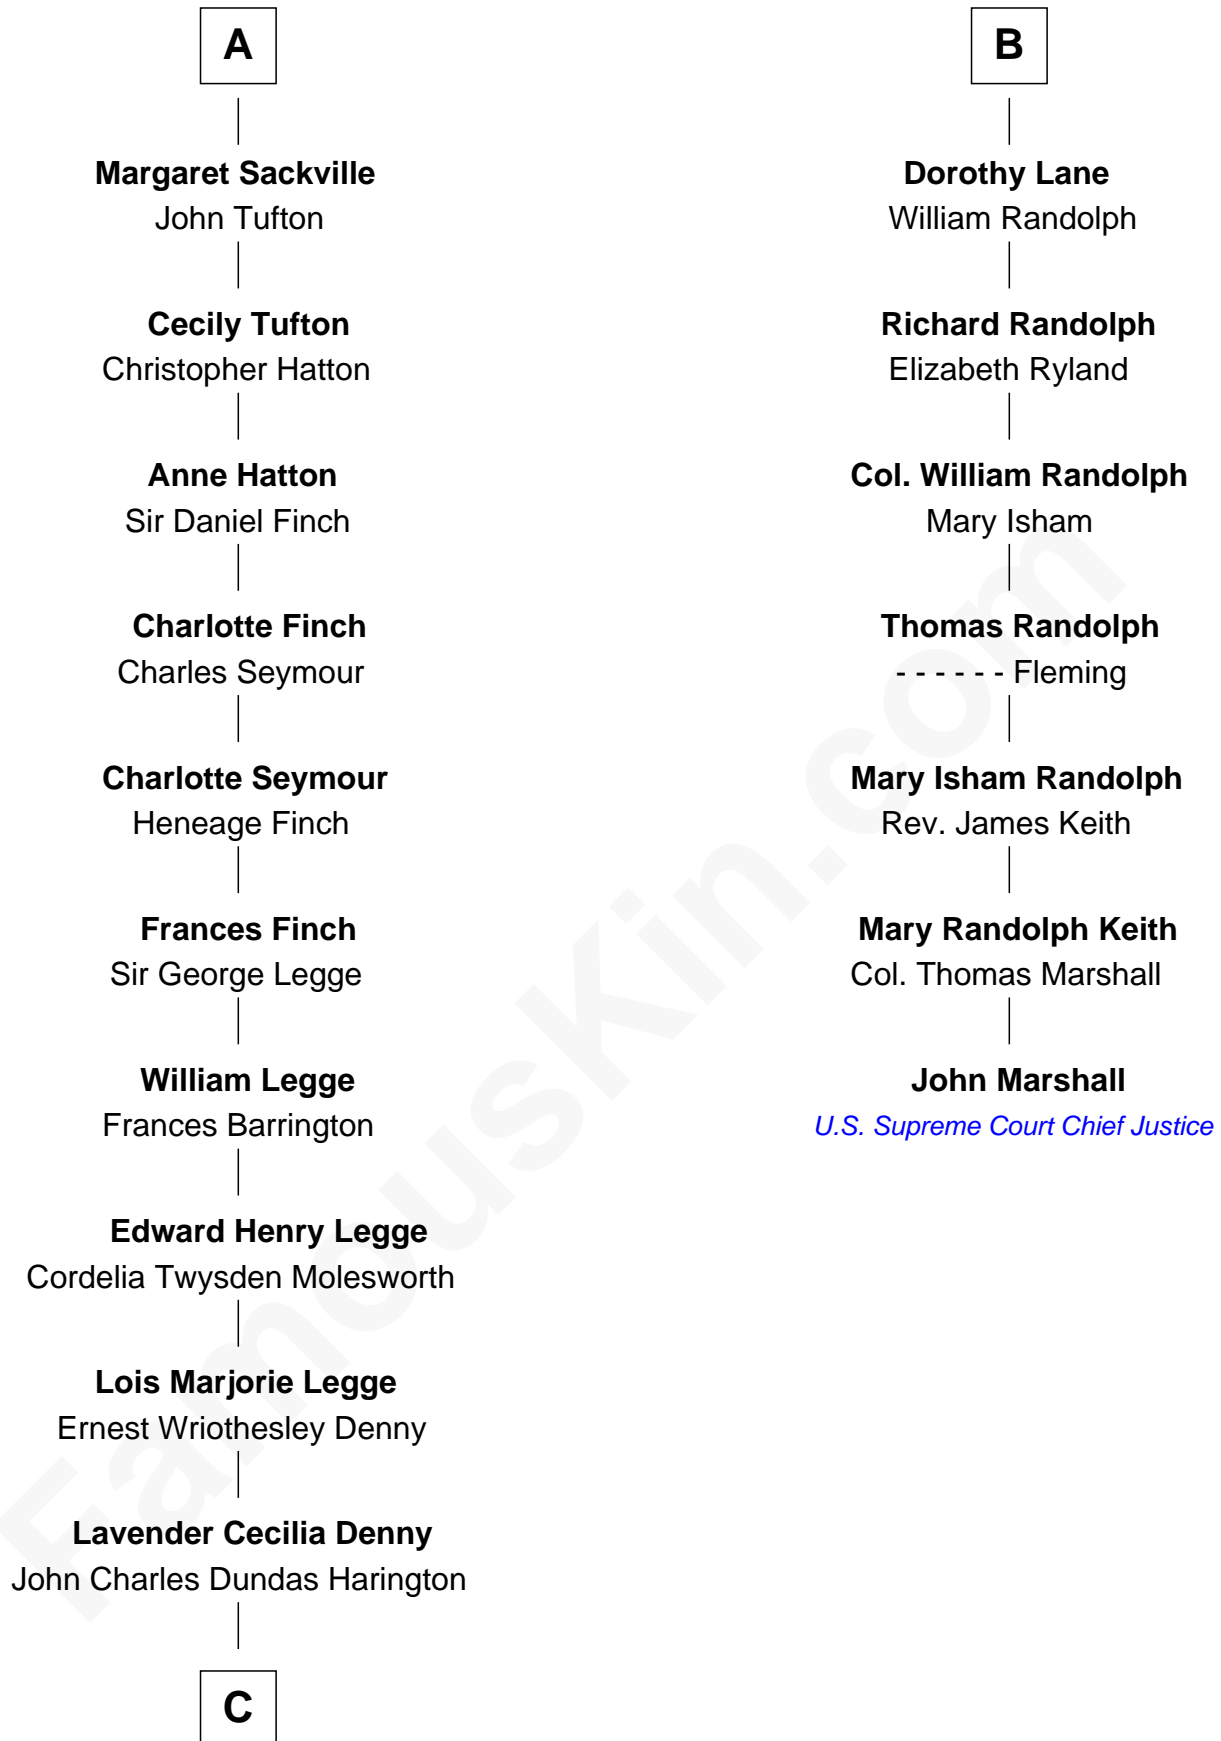 A
Margaret Sackville
John Tufton
Cecily Tufton
Christopher Hatton
Anne Hatton
Sir Daniel Finch
Charlotte Finch
Charles Seymour
Charlotte Seymour
Heneage Finch
Frances Finch
Sir George Legge
William Legge
Frances Barrington
Edward Henry Legge
Cordelia Twysden Molesworth
Lois Marjorie Legge
Ernest Wriothesley Denny
Lavender Cecilia Denny
John Charles Dundas Harington
C
B
Dorothy Lane
William Randolph
Richard Randolph
Elizabeth Ryland
Col. William Randolph
Mary Isham
Thomas Randolph
- - - - - - Fleming
Mary Isham Randolph
Rev. James Keith
Mary Randolph Keith
Col. Thomas Marshall
John Marshall
U.S. Supreme Court Chief Justice
FamousKin.com